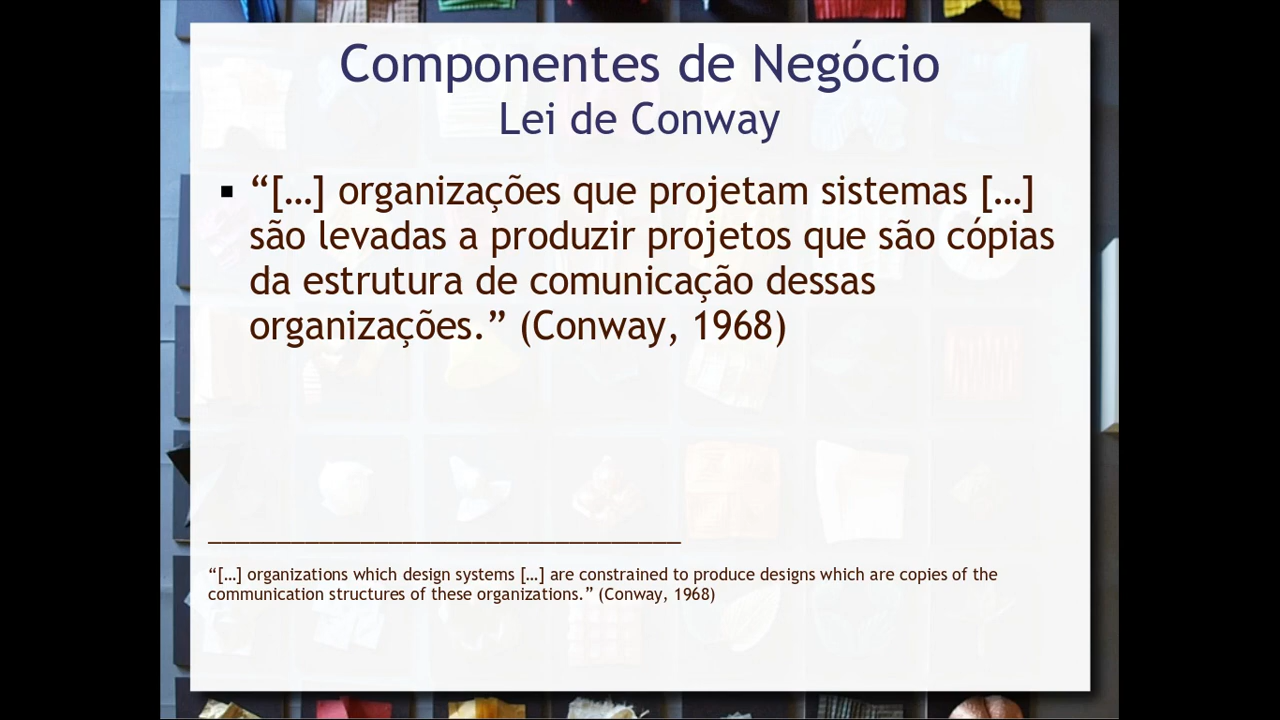 Componentes de Negócio
Lei de Conway
▪ “[…] organizações que projetam sistemas […]
são levadas a produzir projetos que são cópias
da estrutura de comunicação dessas
organizações.” (Conway, 1968)
“[…] organizations which design systems […] are constrained to produce designs which are copies of the
communication structures of these organizations.” (Conway, 1968)